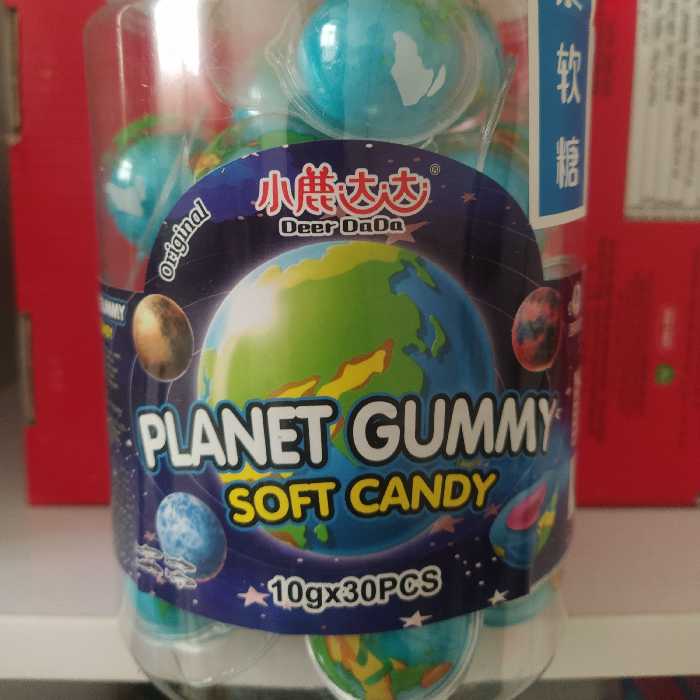 软
糖
小鹿达达®
Deer DaDa
Original
PLANET GUMMY
SOFT CANDY
10gx30PCS